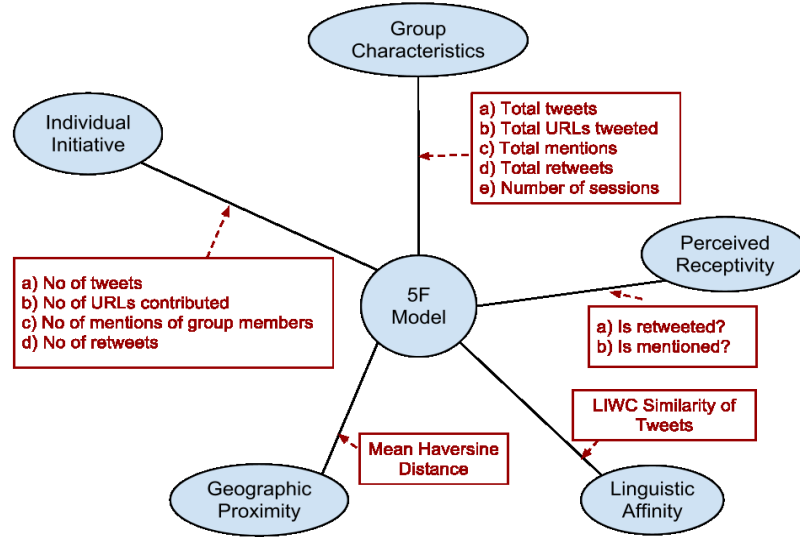 Group
Characteristics
a) Total tweets
b) Total URLs tweeted
c) Total mentions
d) Total retweets
e) Number of sessions
Individual
Initiative
Perceived
Receptivity
a) No of tweets
b) No of URLs contributed
c) No of mentions of group members
d) No of retweets
5F
Model
a) Is retweeted?
b) Is mentioned?
LIWC Similarity of
Tweets
Mean Haversine
Distance
Geographic
Proximity
Linguistic
Affinity